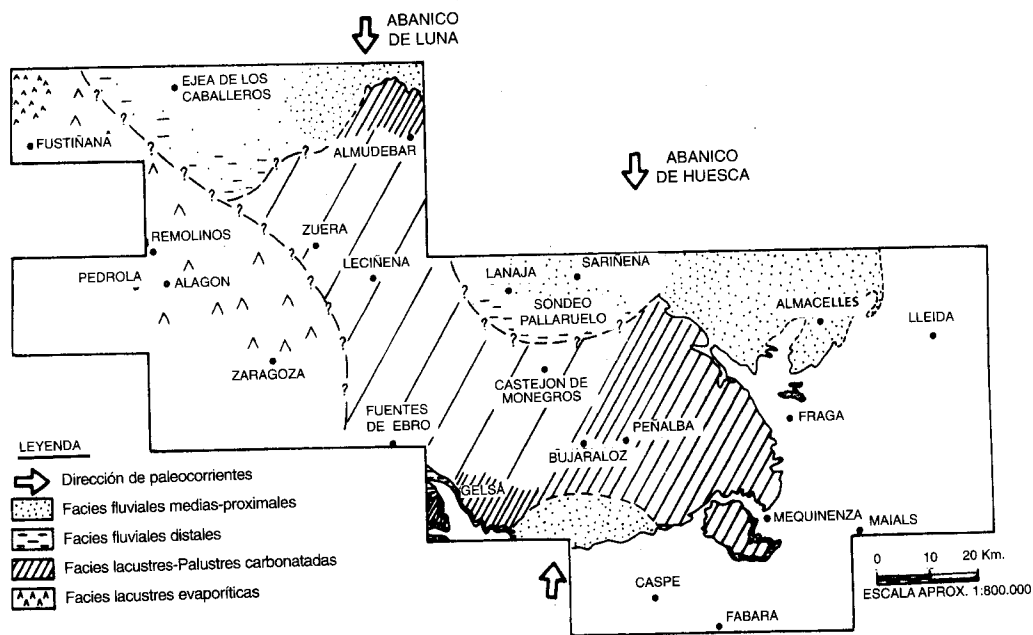 ABANICO
DE LUNA
EJEA DE LOS
CABALLEROS
FUSTIÑANÁ
ALMUDEBAR
ABANICO
DE HUESCA
ZUERA
REMOLINOS
LECIÑENA
PEDROLA
ALAGON
LANAJA
SARIÑENA
SONDEO
PALLARUELO
ALMACELLES
LLEIDA
ZARAGOZA
CASTEJON DE
MONEGROS
FUENTES
DE EBRO
PEÑALBA
FRAGA
BUJARALOZ
GELSA
MEQUINENZA
MAIALS
CASPE
FABARA
LEYENDA
Dirección de paleocorrientes
Facies fluviales medias-proximales
Facies fluviales distales
Facies lacustres-Palustres carbonatadas
Facies lacustres evaporíticas
0 10 20 Km.
ESCALA APROX. 1:800.000